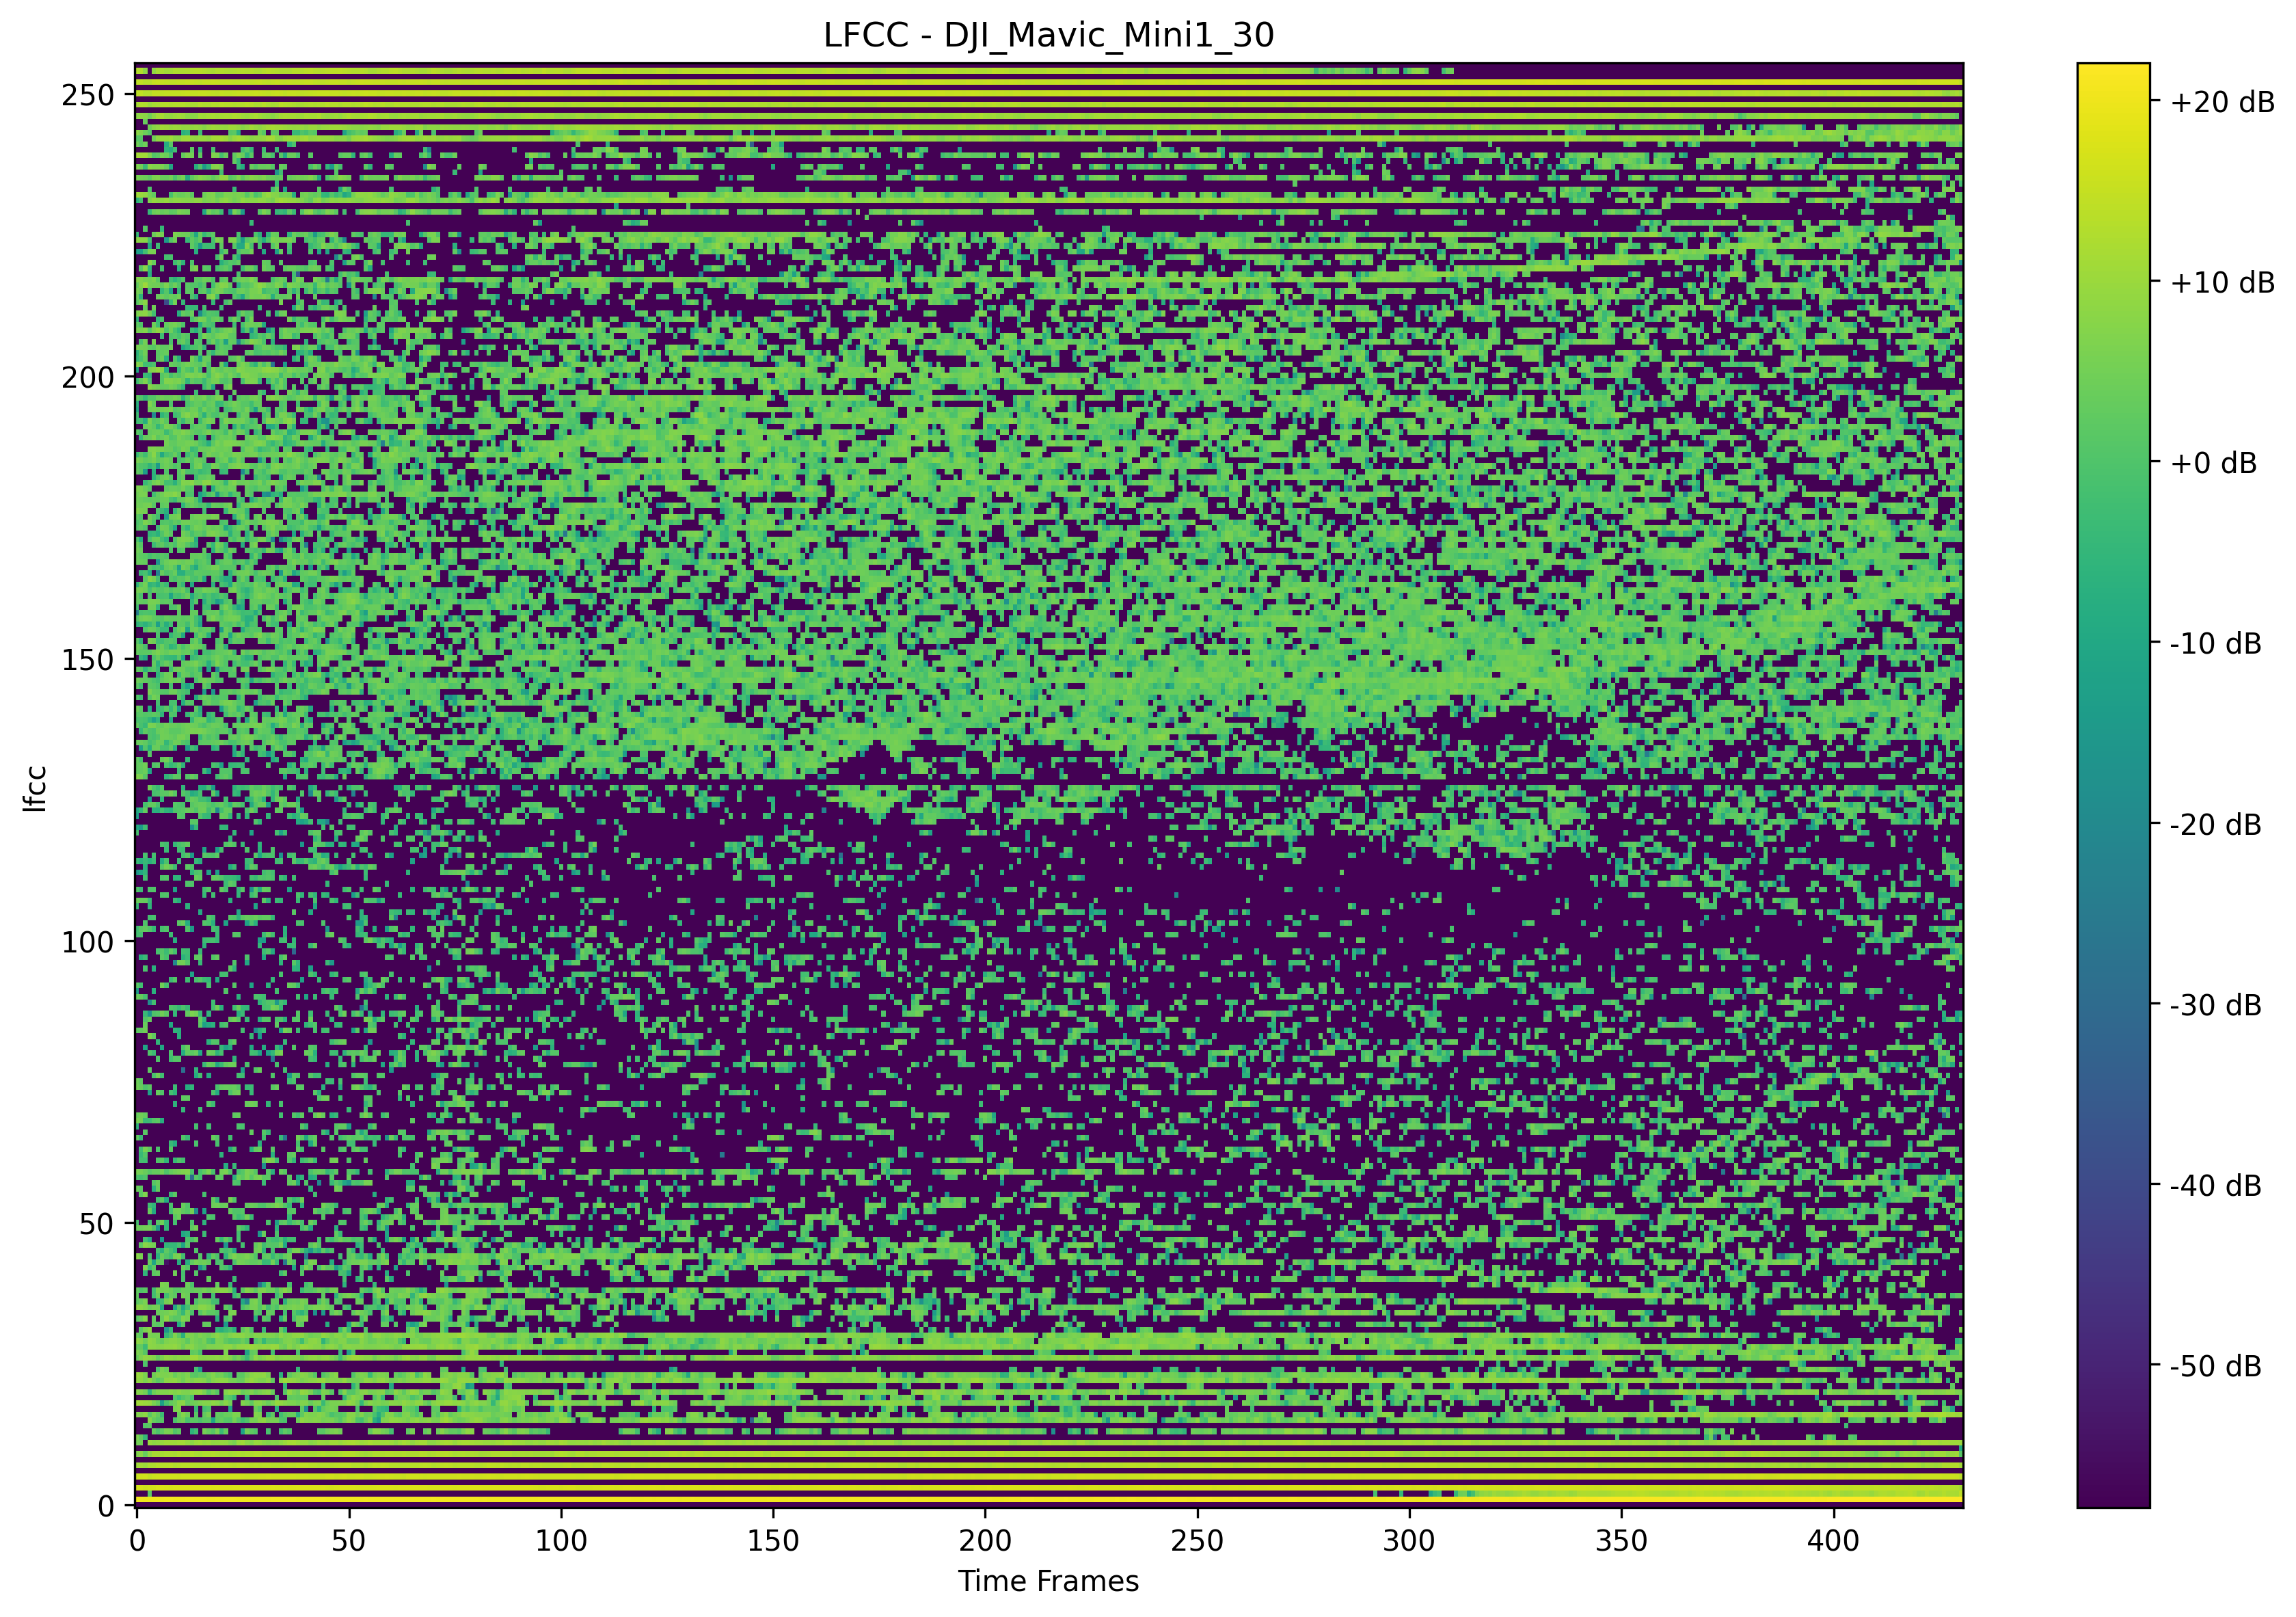 LFCC - DJI_Mavic_Mini1_30
250
200
150
100
50
0
lfcc
0 50 100 150 200 250 300 350 400
Time Frames
+20 dB
+10 dB
+0 dB
-10 dB
-20 dB
-30 dB
-40 dB
-50 dB